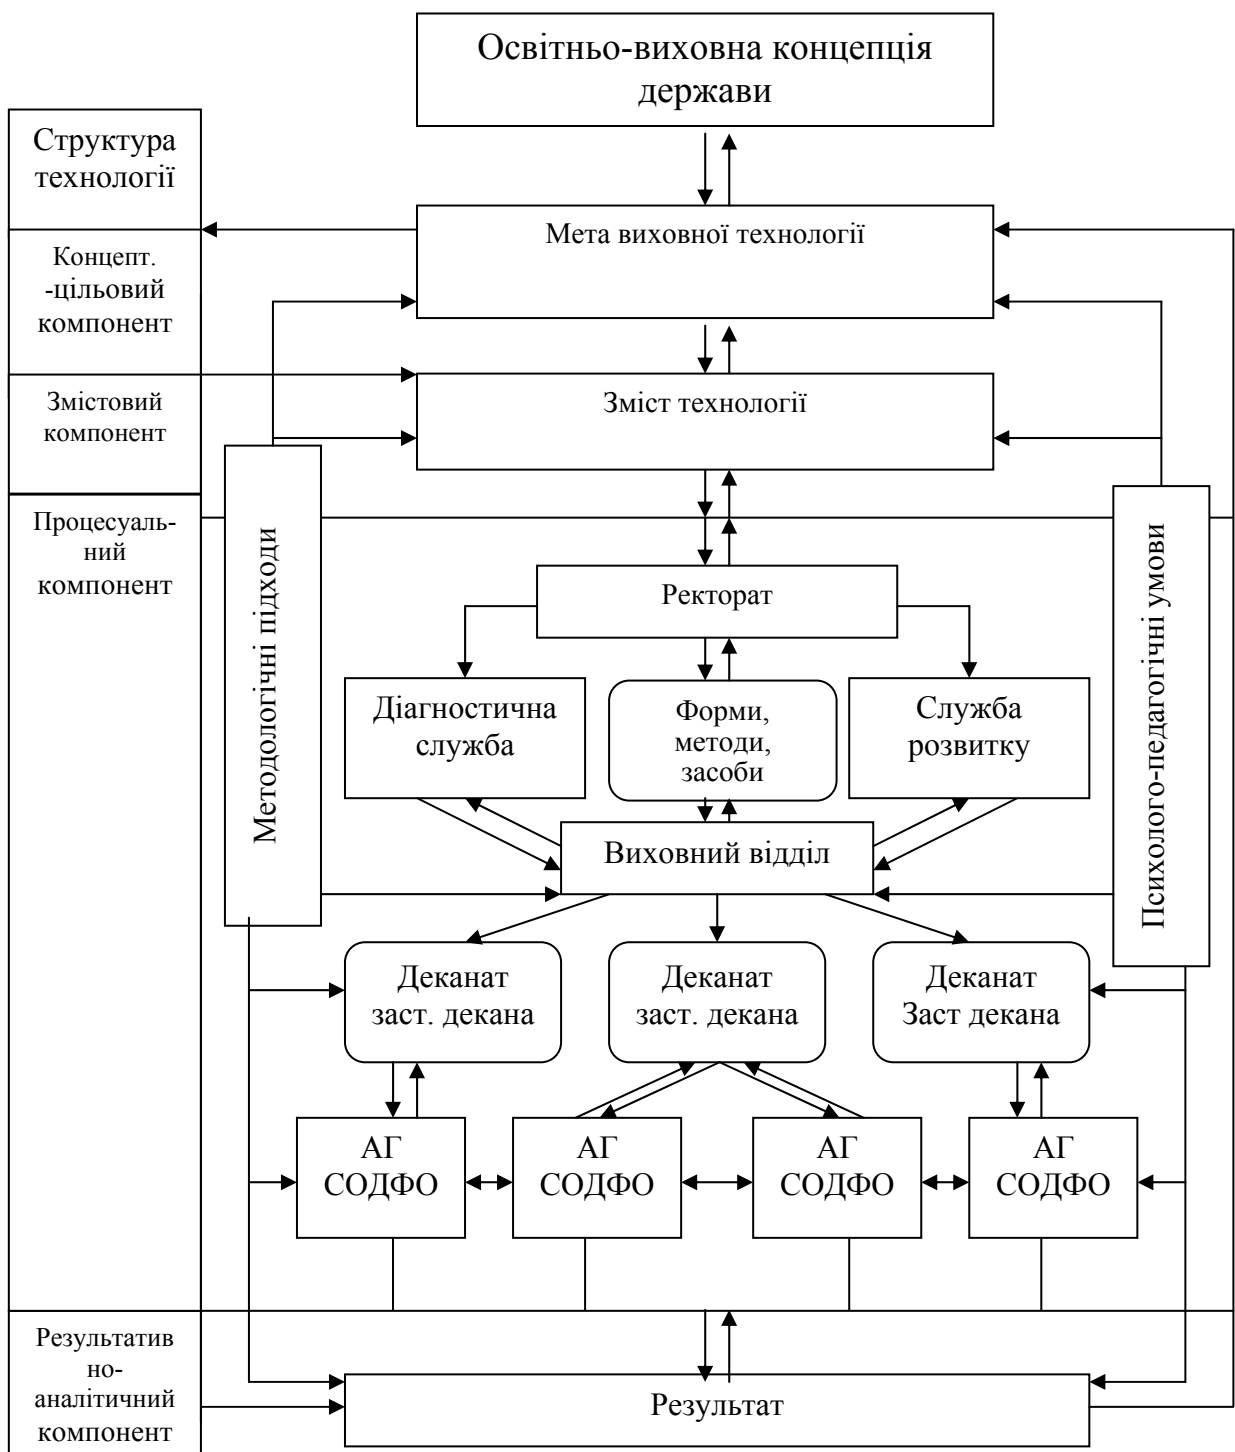 Освітньо-виховна концепція
держави
Структура
технології
Мета виховної технології
Концепт.
-цільовий
компонент
Зміст технології
Змістовий
компонент
Процесуаль-
ний
компонент
Методологічні підходи
Психолого-педагогічні умови
Ректорат
Діагностична
служба
Форми,
методи,
засоби
Служба
розвитку
Виховний відділ
Деканат
заст. декана
Деканат
заст. декана
Деканат
Заст декана
АГ
СОДФО
АГ
СОДФО
АГ
СОДФО
АГ
СОДФО
Результатив
но-
аналітичний
компонент
Результат